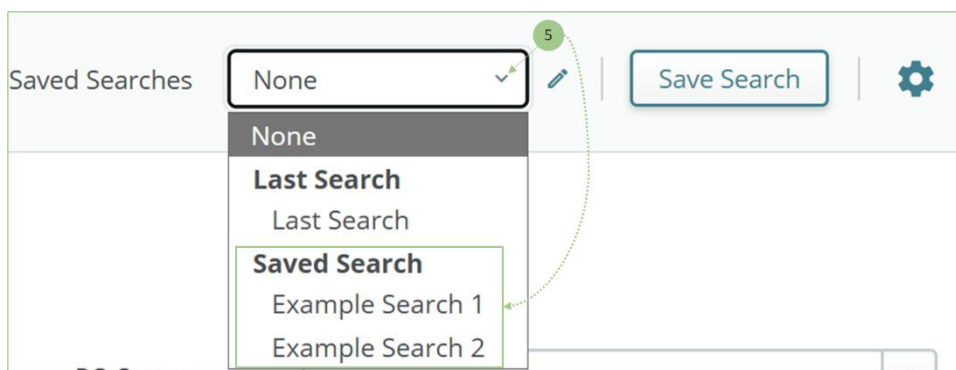 5
Saved Searches None Save Search
None
Last Search
Last Search
Saved Search
Example Search 1
Example Search 2